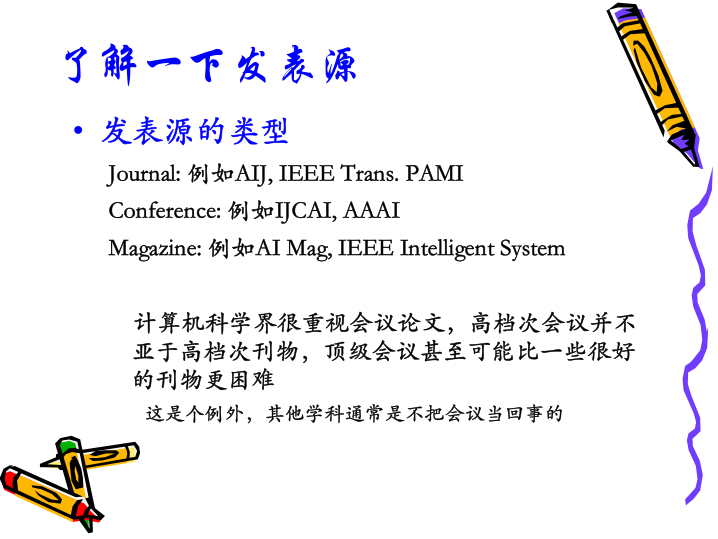 了解一下发表源
• 发表源的类型
Journal: 例如AIJ, IEEE Trans. PAMI
Conference: 例如IJCAI, AAAI
Magazine: 例如AI Mag, IEEE Intelligent System
计算机科学界很重视会议论文，高档次会议并不
亚于高档次刊物，顶级会议甚至可能比一些很好
的刊物更困难
这是个例外，其他学科通常是不把会议当回事的